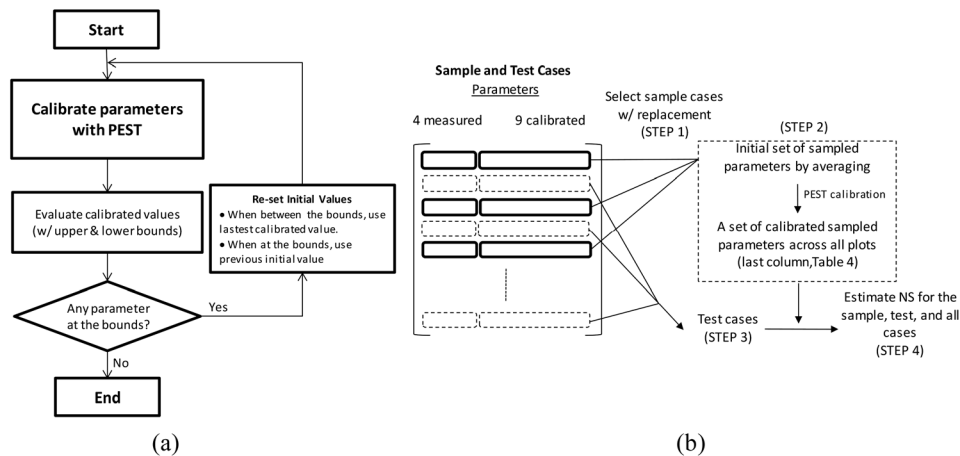 Start
Calibrate parameters
with PEST
Evaluate calibrated values
(w/ upper & lower bounds)
Re-set Initial Values
● When between the bounds, use
lastest calibrated value.
● When at the bounds, use
previous initial value
Any parameter
at the bounds?
Yes
No
End
(a)
Sample and Test Cases
Parameters
4 measured
9 calibrated
Select sample cases
w/ replacement
(STEP 1)
(STEP 2)
Initial set of sampled
parameters by averaging
PEST calibration
A set of calibrated sampled
parameters across all plots
(last column,Table 4)
Test cases
(STEP 3)
Estimate NS for the
sample, test, and all
cases
(STEP 4)
(b)